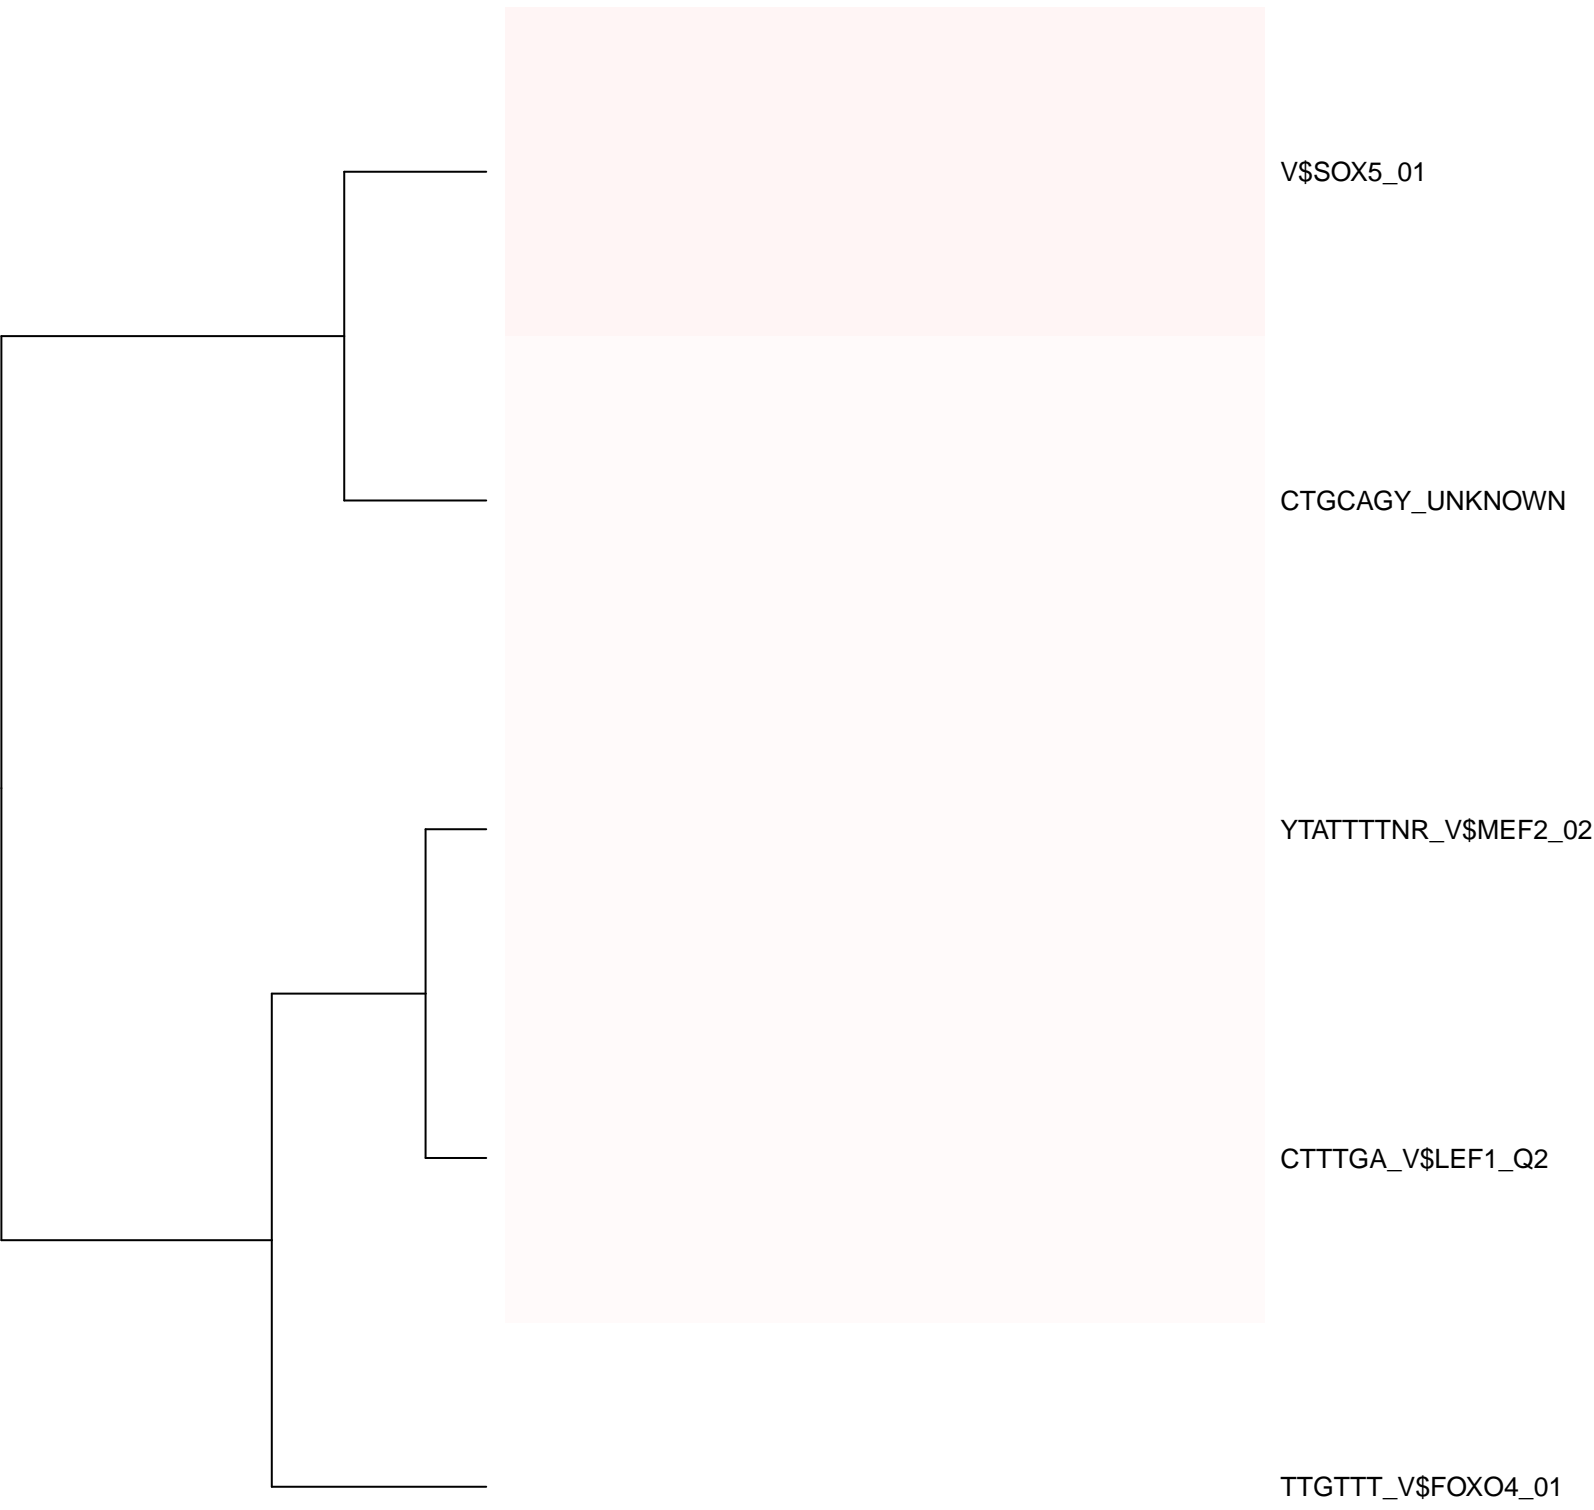 V$SOX5_01
CTGCAGY_UNKNOWN
YTATTTTNR_V$MEF2_02
CTTTGA_V$LEF1_Q2
TTGTTT_V$FOXO4_01